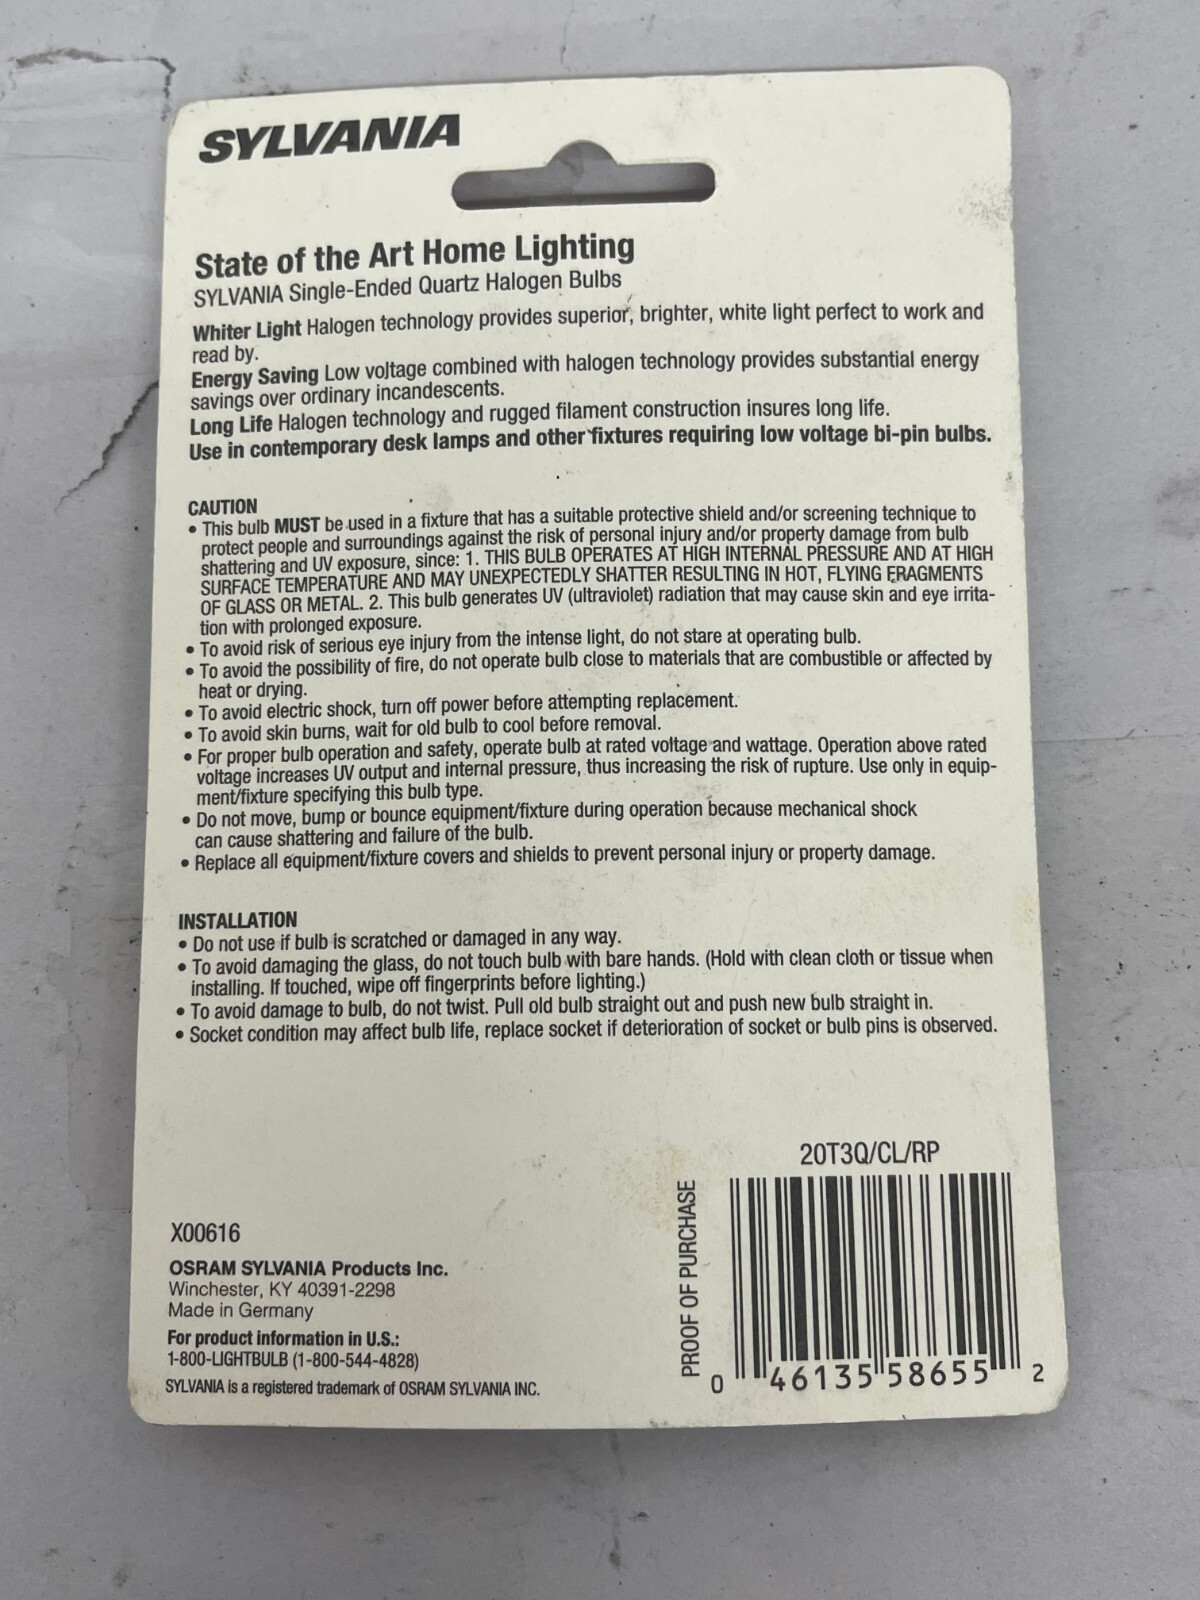 SYLVANIA
State of the Art Home Lighting
SYLVANIA Single-Ended Quartz Halogen Bulbs
Whiter Light Halogen technology provides superior, brighter, white light perfect to work and
read by.
Energy Saving Low voltage combined with halogen technology provides substantial energy
savings over ordinary incandescents.
Long Life Halogen technology and rugged filament construction insures long life.
Use in contemporary desk lamps and other fixtures requiring low voltage bi-pin bulbs.
CAUTION
• This bulb MUST be used in a fixture that has a suitable protective shield and/or screening technique to
protect people and surroundings against the risk of personal injury and/or property damage from bulb
shattering and UV exposure, since: 1. THIS BULB OPERATES AT HIGH INTERNAL PRESSURE AND AT HIGH
SURFACE TEMPERATURE AND MAY UNEXPECTEDLY SHATTER RESULTING IN HOT, FLYING FRAGMENTS
OF GLASS OR METAL. 2. This bulb generates UV (ultraviolet) radiation that may cause skin and eye irrita-
tion with prolonged exposure.
• To avoid risk of serious eye injury from the intense light, do not stare at operating bulb.
• To avoid the possibility of fire, do not operate bulb close to materials that are combustible or affected by
heat or drying.
• To avoid electric shock, turn off power before attempting replacement.
• To avoid skin burns, wait for old bulb to cool before removal.
• For proper bulb operation and safety, operate bulb at rated voltage and wattage. Operation above rated
voltage increases UV output and internal pressure, thus increasing the risk of rupture. Use only in equip-
ment/fixture specifying this bulb type.
• Do not move, bump or bounce equipment/fixture during operation because mechanical shock
can cause shattering and failure of the bulb.
• Replace all equipment/fixture covers and shields to prevent personal injury or property damage.
INSTALLATION
• Do not use if bulb is scratched or damaged in any way.
• To avoid damaging the glass, do not touch bulb with bare hands. (Hold with clean cloth or tissue when
installing. If touched, wipe off fingerprints before lighting.)
• To avoid damage to bulb, do not twist. Pull old bulb straight out and push new bulb straight in.
• Socket condition may affect bulb life, replace socket if deterioration of socket or bulb pins is observed.
X00616
OSRAM SYLVANIA Products Inc.
Winchester, KY 40391-2298
Made in Germany
For product information in U.S.:
1-800-LIGHTBULB (1-800-544-4828)
SYLVANIA is a registered trademark of OSRAM SYLVANIA INC.
20T3Q/CL/RP
PROOF OF PURCHASE
0 46135 58655 2